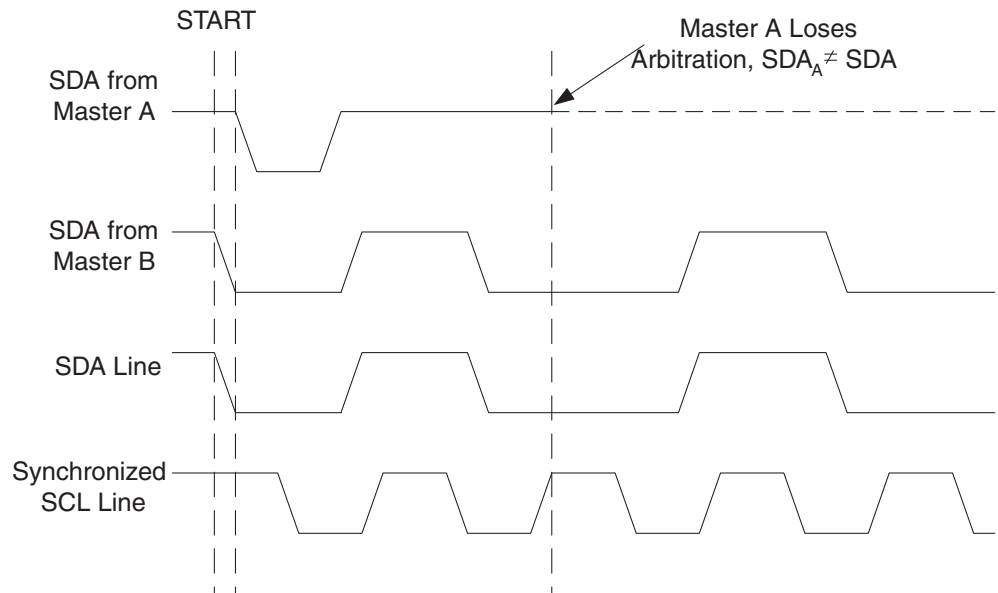 START
Master A Loses
Arbitration, SDA_A ≠ SDA
SDA from
Master A
SDA from
Master B
SDA Line
Synchronized
SCL Line